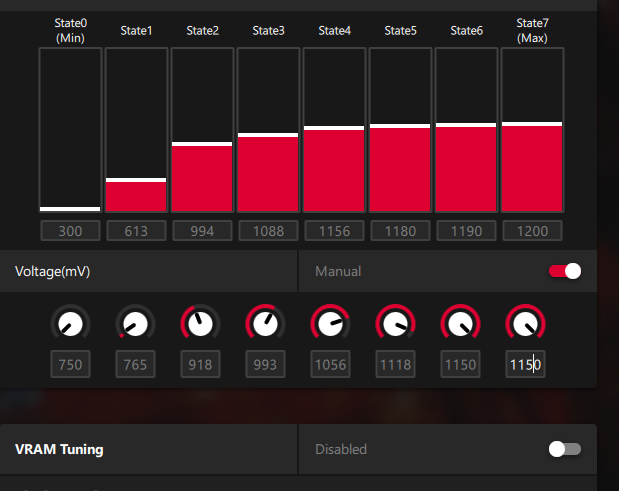 State0 State1 State2 State3 State4 State5 State6 State7
(Min) (Max)
300 613 994 1088 1156 1180 1190 1200
Voltage(mV) Manual
750 765 918 993 1056 1118 1150 1150
VRAM Tuning Disabled